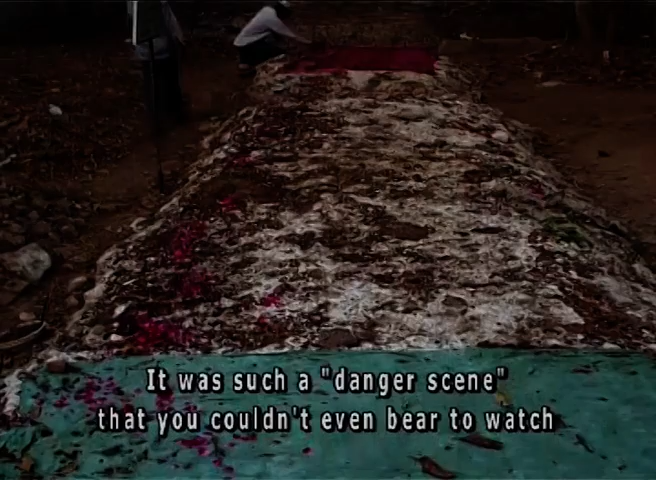 It was such a "danger scene"
that you couldn't even bear to watch